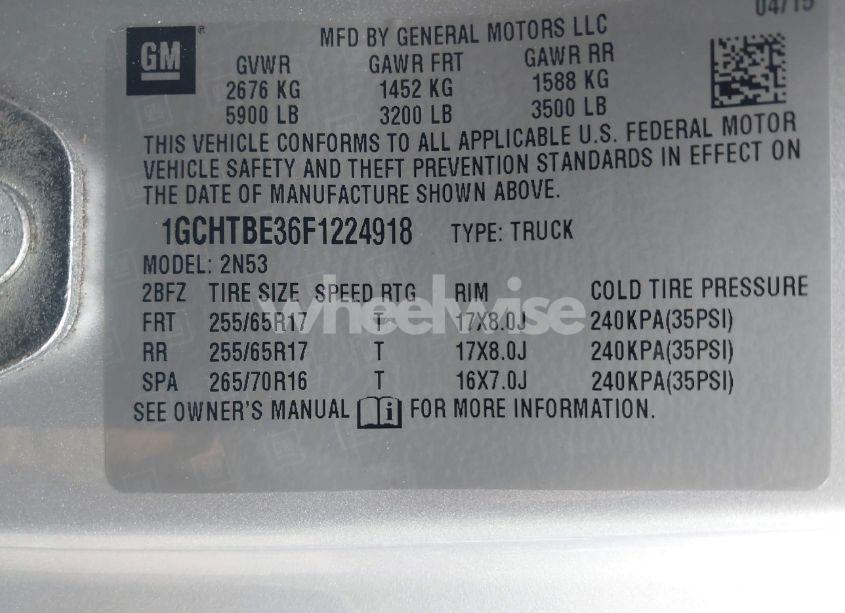 04/15
GM
MFD BY GENERAL MOTORS LLC
GVWR GAWR FRT GAWR RR
2676 KG 1452 KG 1588 KG
5900 LB 3200 LB 3500 LB
THIS VEHICLE CONFORMS TO ALL APPLICABLE U.S. FEDERAL MOTOR
VEHICLE SAFETY AND THEFT PREVENTION STANDARDS IN EFFECT ON
THE DATE OF MANUFACTURE SHOWN ABOVE.
1GCHTBE36F1224918 TYPE: TRUCK
MODEL: 2N53
2BFZ TIRE SIZE SPEED RTG RIM COLD TIRE PRESSURE
wheelwise
FRT 255/65R17 T 17X8.0J 240KPA(35PSI)
RR 255/65R17 T 17X8.0J 240KPA(35PSI)
SPA 265/70R16 T 16X7.0J 240KPA(35PSI)
SEE OWNER'S MANUAL i FOR MORE INFORMATION.